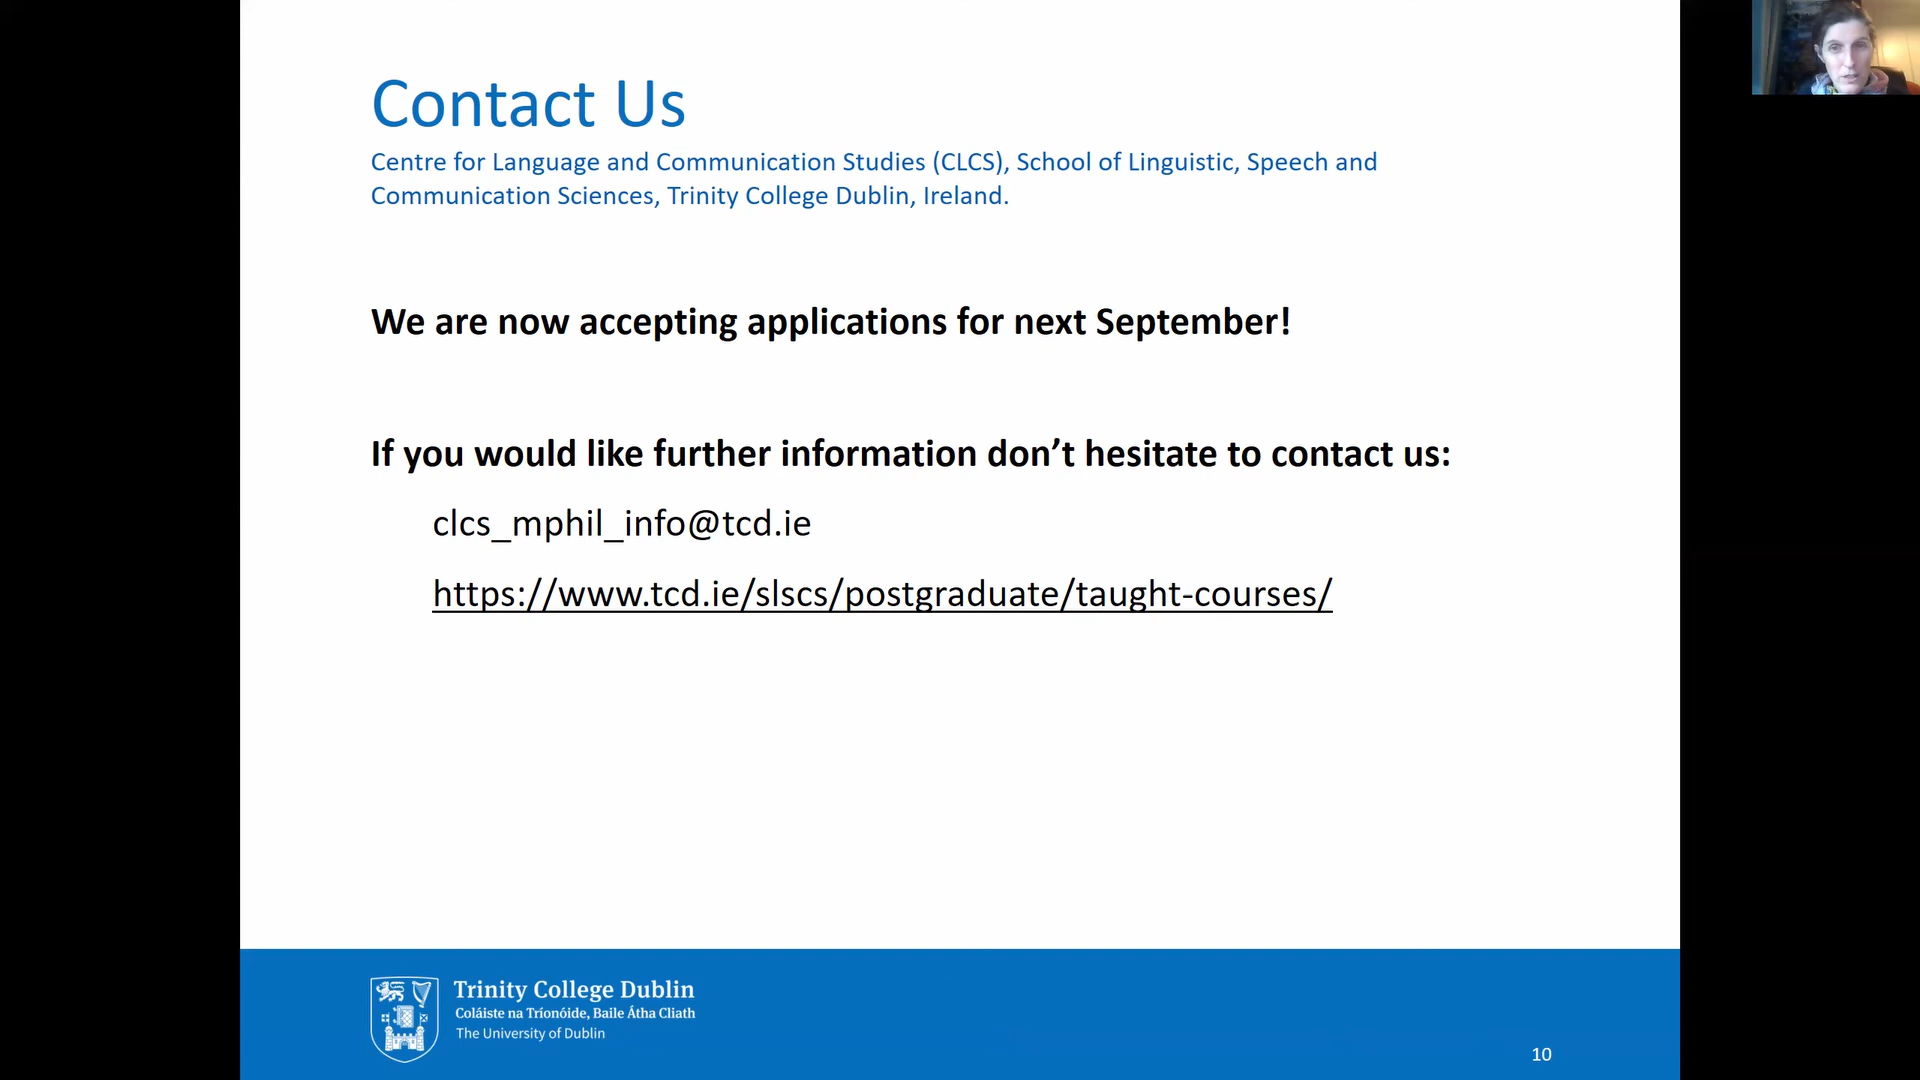 Contact Us
Centre for Language and Communication Studies (CLCS), School of Linguistic, Speech and
Communication Sciences, Trinity College Dublin, Ireland.
We are now accepting applications for next September!
If you would like further information don’t hesitate to contact us:
clcs_mphil_info@tcd.ie
https://www.tcd.ie/slscs/postgraduate/taught-courses/
Trinity College Dublin
Coláiste na Tríonóide, Baile Átha Cliath
The University of Dublin
10